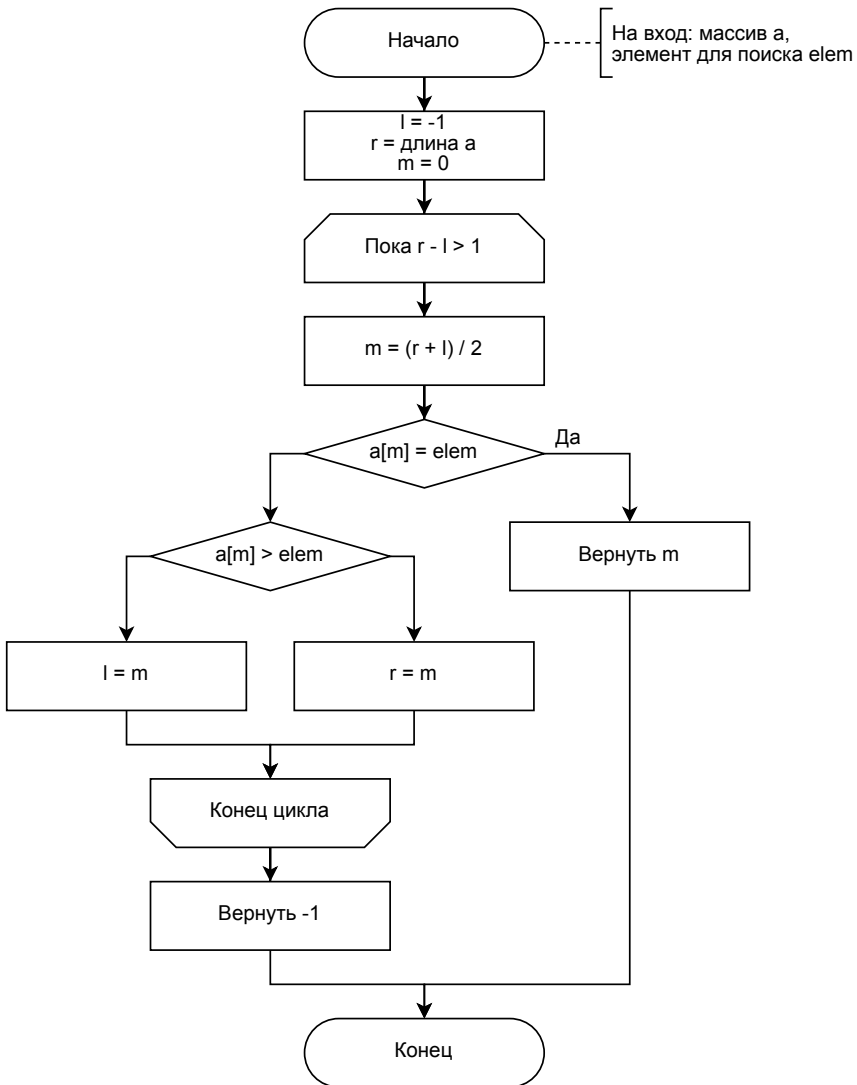 Начало
На вход: массив a,
элемент для поиска elem
l = -1
r = длина a
m = 0
Пока r - l > 1
m = (r + l) / 2
a[m] = elem
Да
a[m] > elem
Вернуть m
l = m
r = m
Конец цикла
Вернуть -1
Конец